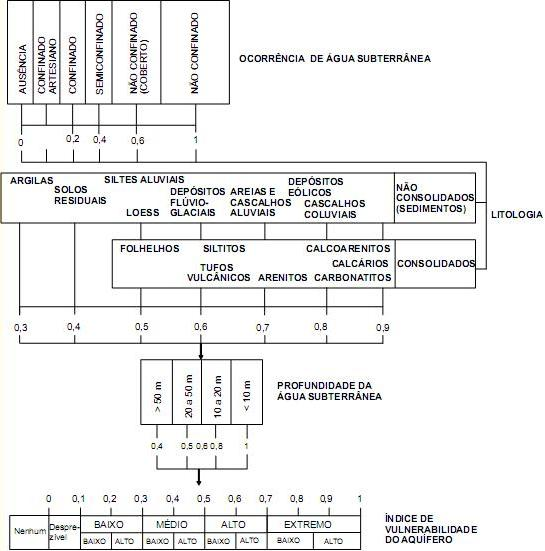 AUSÊNCIA
CONFINADO
ARTESIANO
CONFINADO
SEMICONFINADO
NÃO CONFINADO
(COBERTO)
NÃO CONFINADO
OCORRÊNCIA DE ÁGUA SUBTERRÂNEA
0 0,2 0,4 0,6 1
ARGILAS
SOLOS
RESIDUAIS
SILTES ALUVIAIS
LOESS
DEPÓSITOS
FLÚVIO-
GLACIAIS
AREIAS E
CASCALHOS
ALUVIAIS
DEPÓSITOS
EÓLICOS
CASCALHOS
COLUVIAIS
NÃO
CONSOLIDADOS
(SEDIMENTOS)
LITOLOGIA
FOLHELHOS
SILTITOS
TUFOS
VULCÂNICOS
ARENITOS
CALCOARENITOS
CALCÁRIOS
CARBONATITOS
CONSOLIDADOS
0,3 0,4 0,5 0,6 0,7 0,8 0,9
> 50 m
20 a 50 m
10 a 20 m
< 10 m
PROFUNDIDADE DA
ÁGUA SUBTERRÂNEA
0,4 0,5 0,6 0,8 1
0 0,1 0,2 0,3 0,4 0,5 0,6 0,7 0,8 0,9 1
Nenhum
Despre-
zível
BAIXO
MÉDIO
ALTO
EXTREMO
BAIXO ALTO BAIXO ALTO BAIXO ALTO BAIXO ALTO
ÍNDICE DE
VULNERABILIDADE
DO AQUÍFERO